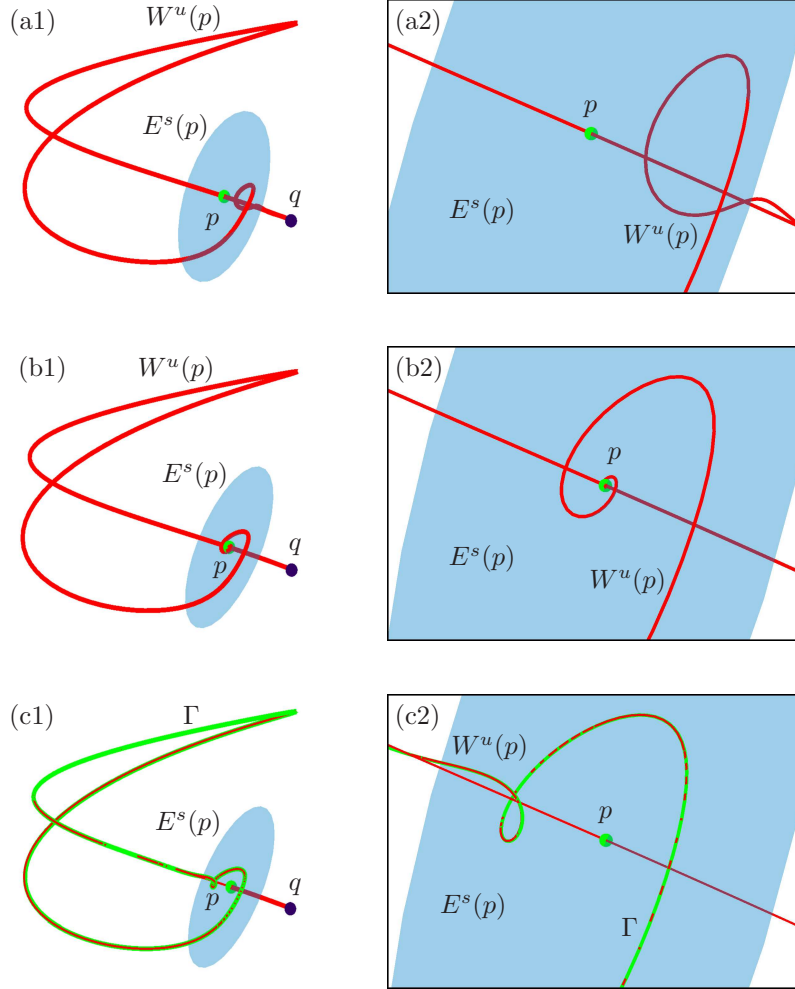 (a1)
W^u(p)
E^s(p)
q
p
(a2)
p
E^s(p)
W^u(p)
(b1)
W^u(p)
E^s(p)
q
p
(b2)
p
E^s(p)
W^u(p)
(c1)
Γ
E^s(p)
q
p
(c2)
W^u(p)
p
E^s(p)
Γ